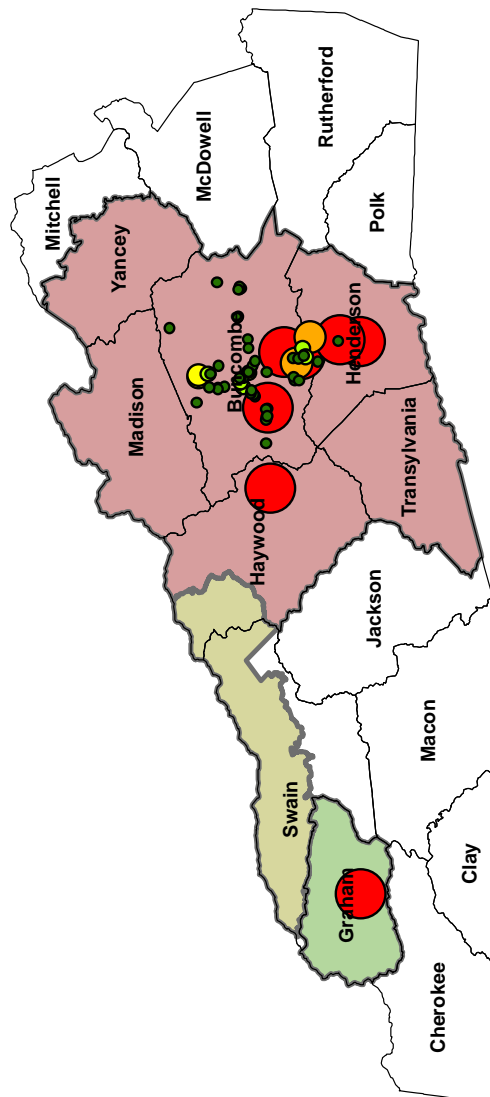 Mitchell
Yancey
McDowell
Rutherford
Polk
Madison
Buncombe
Henderson
Transylvania
Haywood
Jackson
Swain
Macon
Graham
Clay
Cherokee